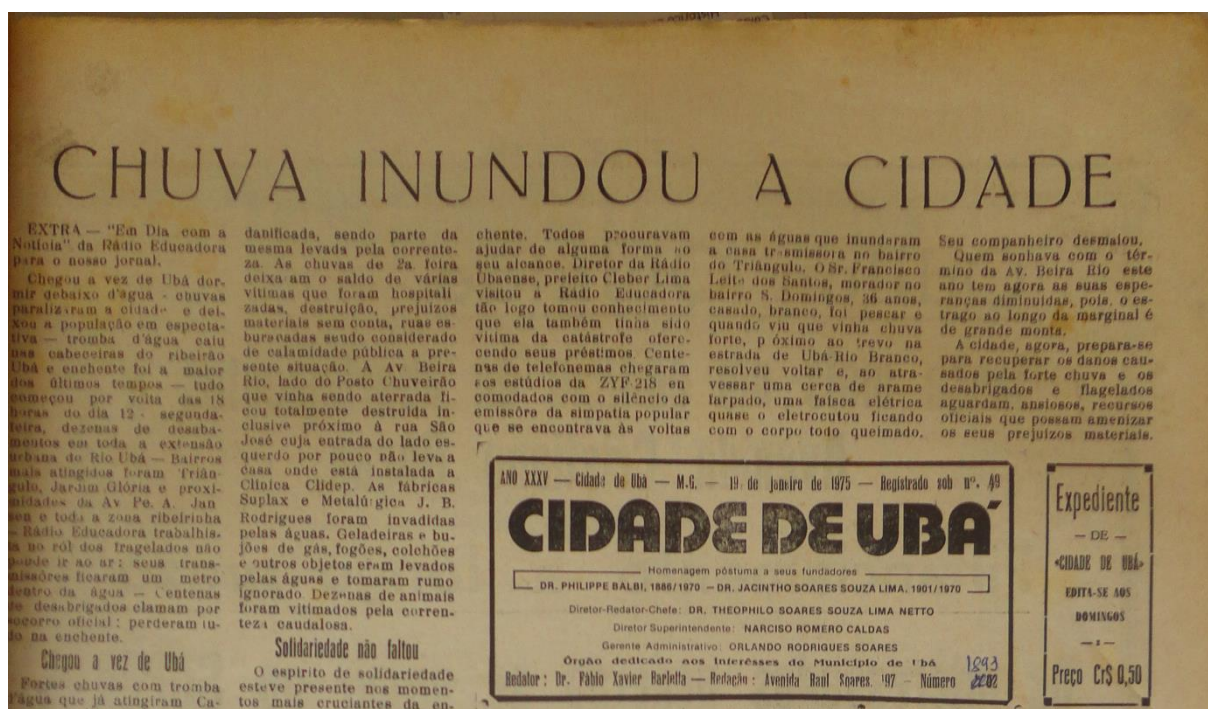 CHUVA INUNDOU A CIDADE
EXTRA — "Em Dia com a
Notícia" da Rádio Educadora
para o nosso jornal.
Chegou a vez de Ubá dor-
mir debaixo d'água - chuvas
paralizaram a cidade e dei-
xou a população em especta-
tiva — tromba d'água caiu
nas cabeceiras do ribeirão
Ubá e enchente foi a maior
dos últimos tempos — tudo
começou por volta das 18
horas do dia 12 - segunda-
feira, dezenas de desaba-
mentos em toda a extensão
urbana do Rio Ubá — Bairros
mais atingidos foram Triân-
gulo, Jardim Glória e proxi-
midades da Av. Pe. A. Jan
sen e toda a zona ribeirinha
— Rádio Educadora trabalhis-
ta no ról dos fragelados não
pôude ir ao ar: seus trans-
missôres ficaram um metro
dentro da água — Centenas
de desabrigados clamam por
socorro oficial: perderam tu-
do na enchente.
Chegou a vez de Ubá
Fortes chuvas com tromba
d'água que já atingiram Ca-
danificada, sendo parte da
mesma levada pela corrente-
za. As chuvas de 2a feira
deixa am o saldo de várias
vítimas que foram hospitali
zadas, destruição, prejuizos
materiais sem conta, ruas es-
buracadas sendo considerado
de calamidade pública a pre-
sente situação. A Av Beira
Rio, lado do Posto Chuveirão
que vinha sendo aterrada fi-
cou totalmente destruída in-
clusive próximo à rua São
José cuja entrada do lado es-
querdo por pouco não leva a
casa onde está instalada a
Clínica Clidep. As fábricas
Suplax e Metalúrgica J. B.
Rodrigues foram invadidas
pelas águas. Geladeiras e bu-
jões de gás, fogões, colchões
e outros objetos eram levados
pelas águas e tomaram rumo
ignorado. Dezenas de animais
foram vitimados pela corren-
teza caudalosa.
Solidariedade não faltou
O espírito de solidariedade
esteve presente nos momen-
tos mais cruciantes da en-
chente. Todos procuravam
ajudar de alguma forma ao
seu alcance. Diretor da Rádio
Ubaense, prefeito Cleber Lima
visitou a Rádio Educadora
tão logo tomou conhecimento
que ela também tinha sido
vítima da catástrofe ofere-
cendo seus préstimos. Cente-
nas de telefonemas chegaram
aos estúdios da ZYF-218 en
comodados com o silêncio da
emissôra da simpatia popular
que se encontrava às voltas
com as águas que inundaram
a casa transmissora no bairro
do Triângulo. O Sr. Francisco
Leite dos Santos, morador no
bairro S. Domingos, 36 anos,
casado, branco, foi pescar e
quando viu que vinha chuva
forte, p óximo ao trevo na
estrada de Ubá-Rio Branco,
resolveu voltar e, ao atra-
vessar uma cerca de arame
farpado, uma faísca elétrica
quase o eletrocutou ficando
com o corpo todo queimado.
Seu companheiro desmaiou.
Quem sonhava com o tér-
mino da Av. Beira Rio este
ano tem agora as suas espe-
ranças diminuídas, pois, o es-
trago ao longo da marginal é
de grande monta.
A cidade, agora, prepara-se
para recuperar os danos cau-
sados pela forte chuva e os
desabrigados e flagelados
aguardam, ansiosos, recursos
oficiais que possam amenizar
os seus prejuizos materiais.
ANO XXXV — Cidade de Ubá — M.G. — 19 de janeiro de 1975 — Registrado sob nº. 49
CIDADE DE UBÁ
Homenagem póstuma a seus fundadores
DR. PHILIPPE BALBI, 1886/1970 — DR. JACINTHO SOARES SOUZA LIMA, 1901/1970
Diretor-Redator-Chefe: DR. THEOPHILO SOARES SOUZA LIMA NETTO
Diretor Superintendente: NARCISO ROMERO CALDAS
Gerente Administrativo: ORLANDO RODRIGUES SOARES
Órgão dedicado aos Interêsses do Município de Ubá
1893
Redator: Dr. Fábio Xavier Barletta — Redação: Avenida Raul Soares, 97 — Número
Expediente
— DE —
«CIDADE DE UBÁ»
EDITA-SE AOS
DOMINGOS
Preço Cr$ 0,50